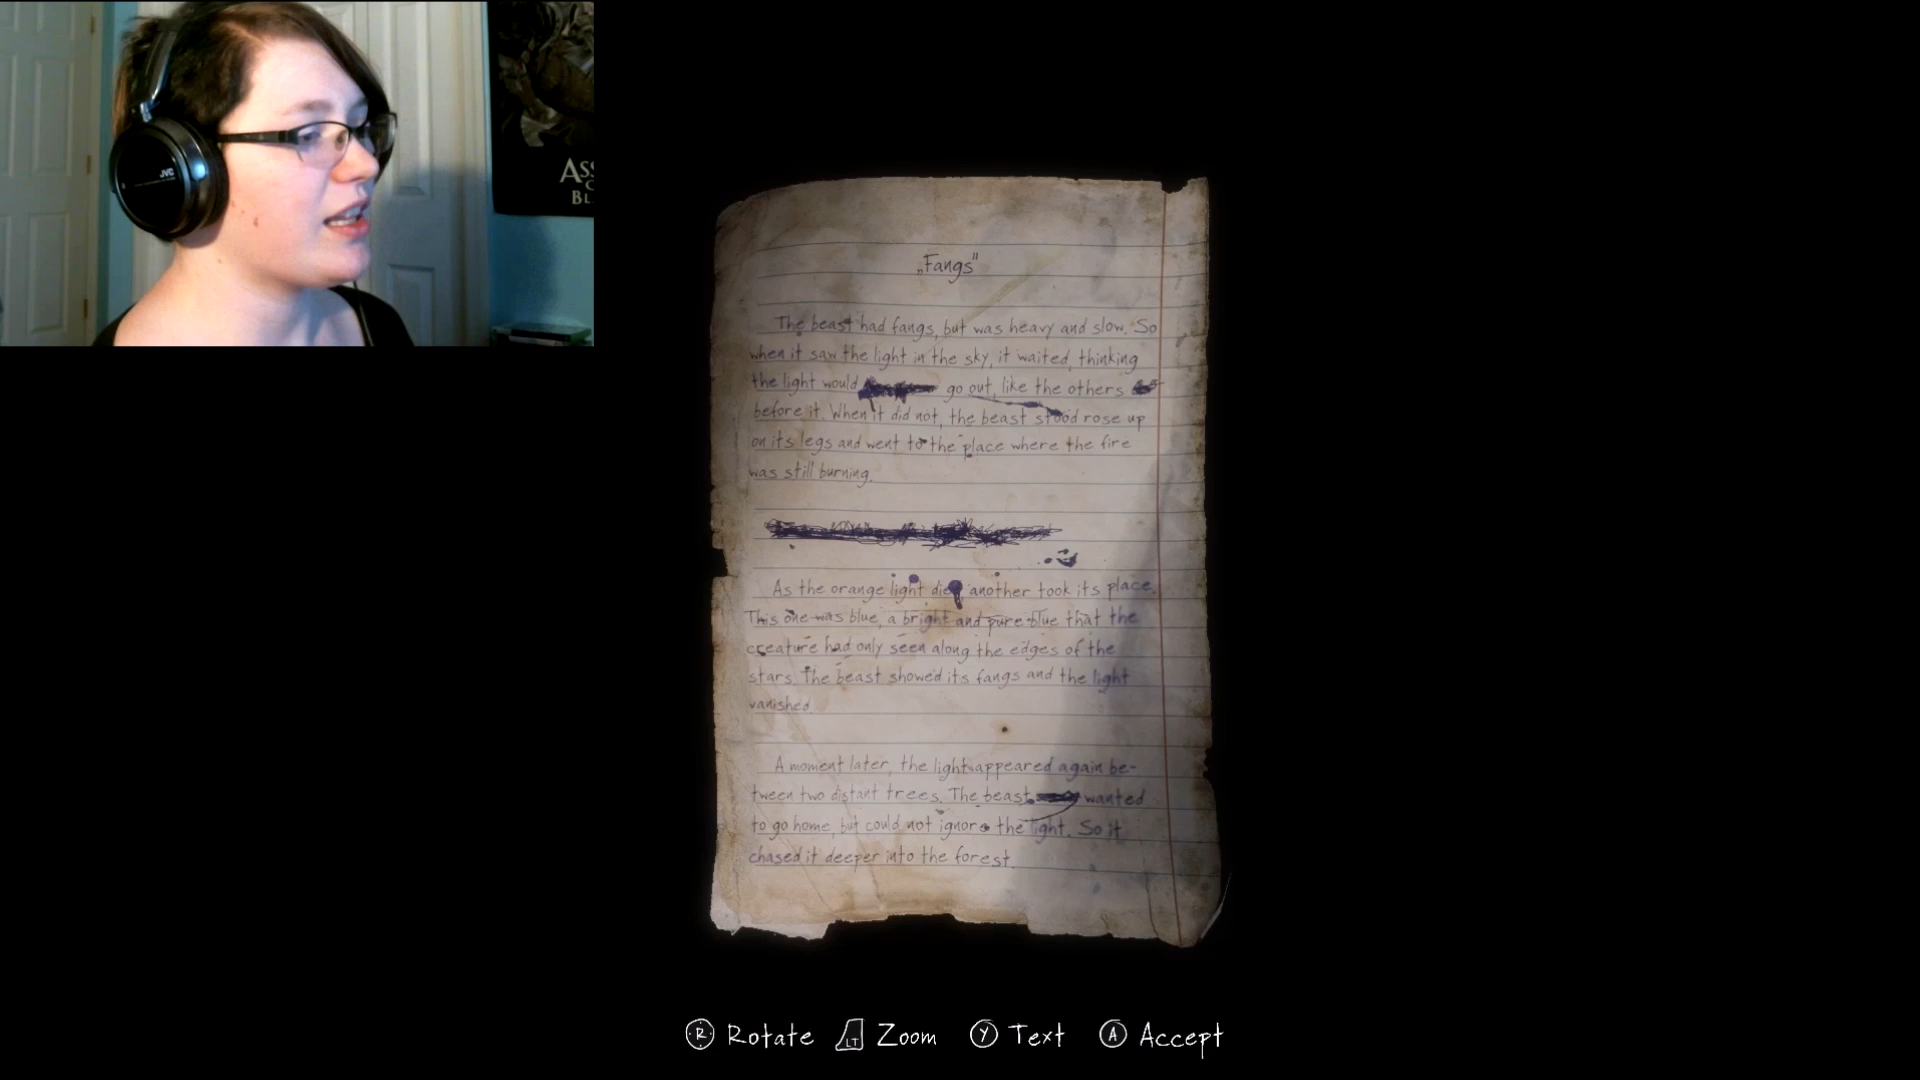 JVC
ASS
C
BL
„Fangs"
The beast had fangs, but was heavy and slow. So
when it saw the light in the sky, it waited, thinking
the light would go out, like the others
before it. When it did not, the beast stood rose up
on its legs and went to the place where the fire
was still burning.
As the orange light died another took its place.
This one was blue, a bright and pure blue that the
creature had only seen along the edges of the
stars. The beast showed its fangs and the light
vanished.
A moment later, the light appeared again be-
tween two distant trees. The beast wanted
to go home, but could not ignore the light. So it
chased it deeper into the forest.
R Rotate LT Zoom Y Text A Accept